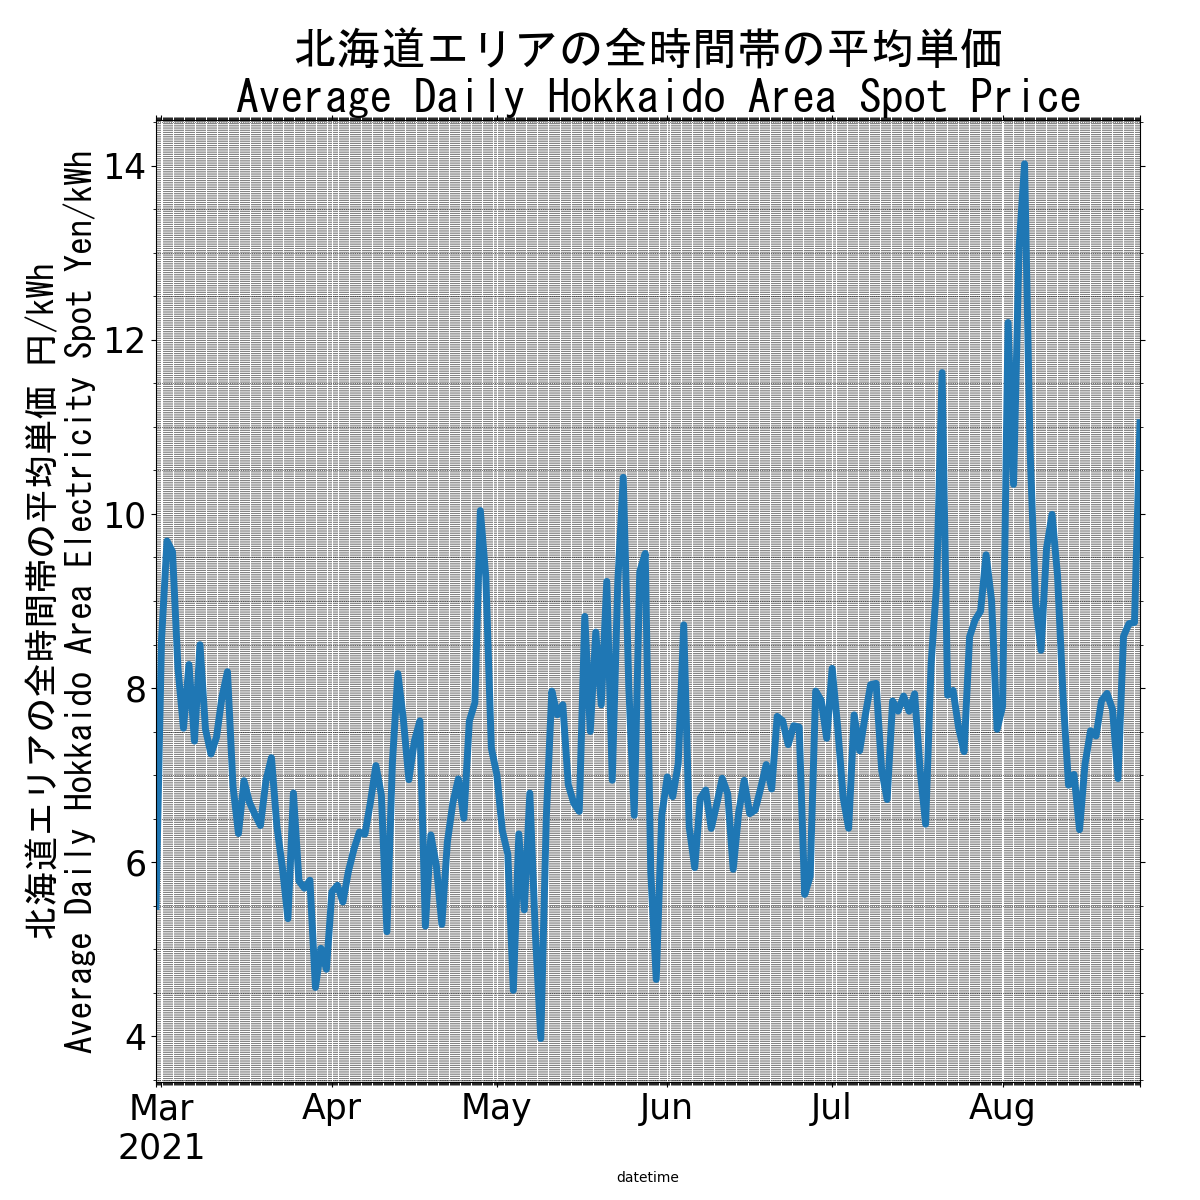 北海道エリアの全時間帯の平均単価
Average Daily Hokkaido Area Spot Price
北海道エリアの全時間帯の平均単価 円/kWh
Average Daily Hokkaido Area Electricity Spot Yen/kWh
14
12
10
8
6
4
Mar
2021
Apr
May
Jun
Jul
Aug
datetime